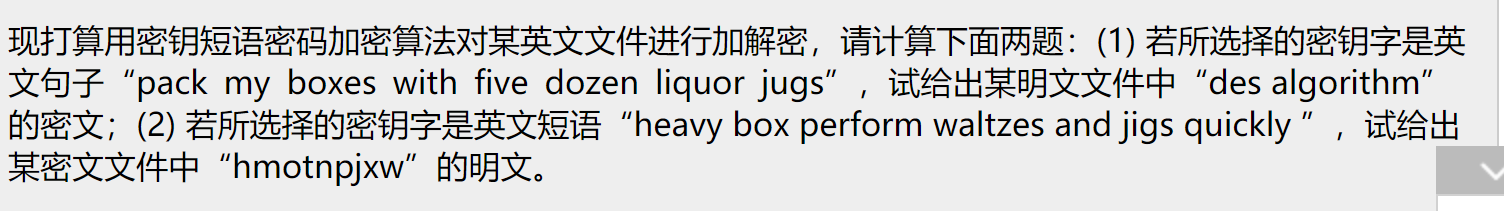 现打算用密钥短语密码加密算法对某英文文件进行加解密，请计算下面两题：(1) 若所选择的密钥字是英
文句子“pack my boxes with five dozen liquor jugs”，试给出某明文文件中“des algorithm”
的密文；(2) 若所选择的密钥字是英文短语“heavy box perform waltzes and jigs quickly ”，试给出
某密文文件中“hmotnpjxw”的明文。